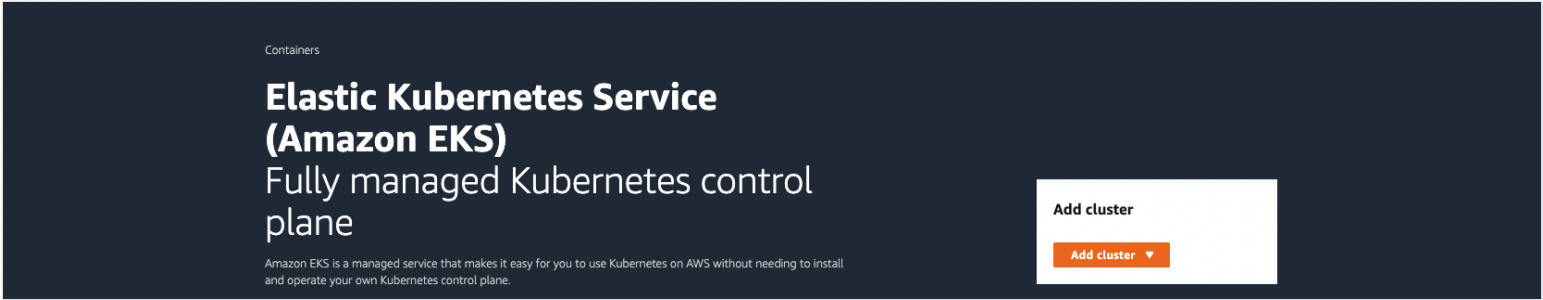 Containers
Elastic Kubernetes Service
(Amazon EKS)
Fully managed Kubernetes control
plane
Amazon EKS is a managed service that makes it easy for you to use Kubernetes on AWS without needing to install
and operate your own Kubernetes control plane.
Add cluster
Add cluster